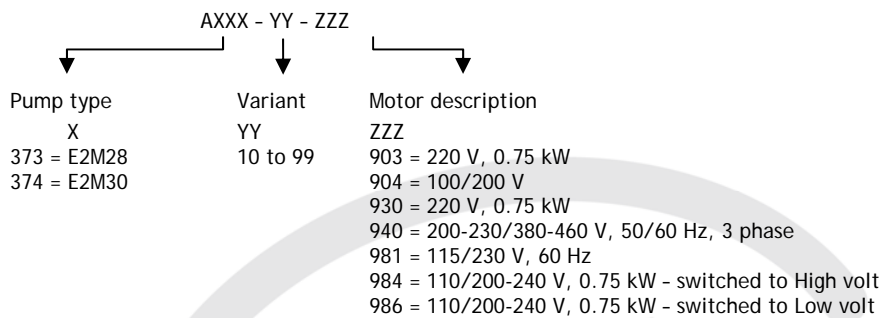 AXXX – YY – ZZZ
Pump type Variant Motor description
X YY ZZZ
373 = E2M28 10 to 99 903 = 220 V, 0.75 kW
374 = E2M30 904 = 100/200 V
930 = 220 V, 0.75 kW
940 = 200-230/380-460 V, 50/60 Hz, 3 phase
981 = 115/230 V, 60 Hz
984 = 110/200-240 V, 0.75 kW – switched to High volt
986 = 110/200-240 V, 0.75 kW – switched to Low volt